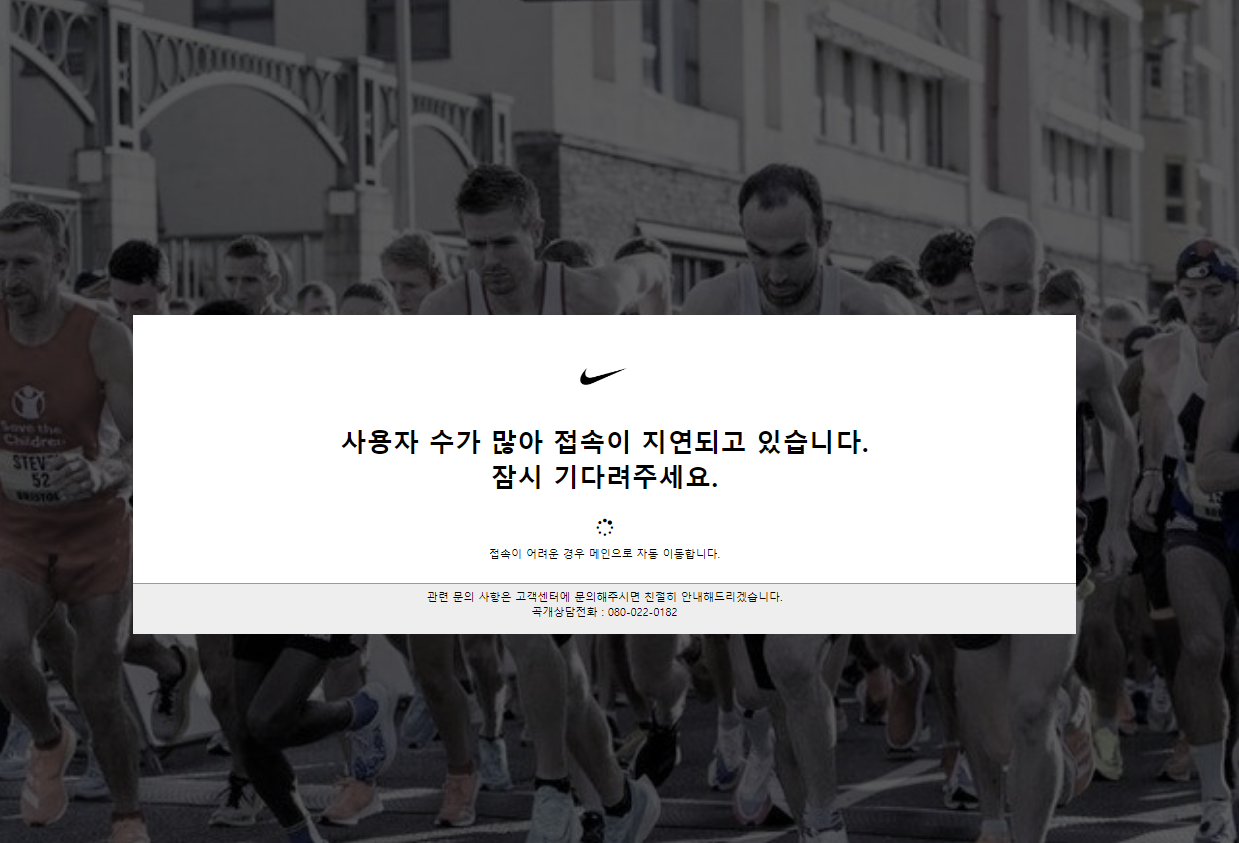 사용자 수가 많아 접속이 지연되고 있습니다.
잠시 기다려주세요.
접속이 어려운 경우 메인으로 자동 이동합니다.
관련 문의 사항은 고객센터에 문의해주시면 친절히 안내해드리겠습니다.
곡개상담전화 : 080-022-0182
Save the
Children
STEV
52
BRISTOL